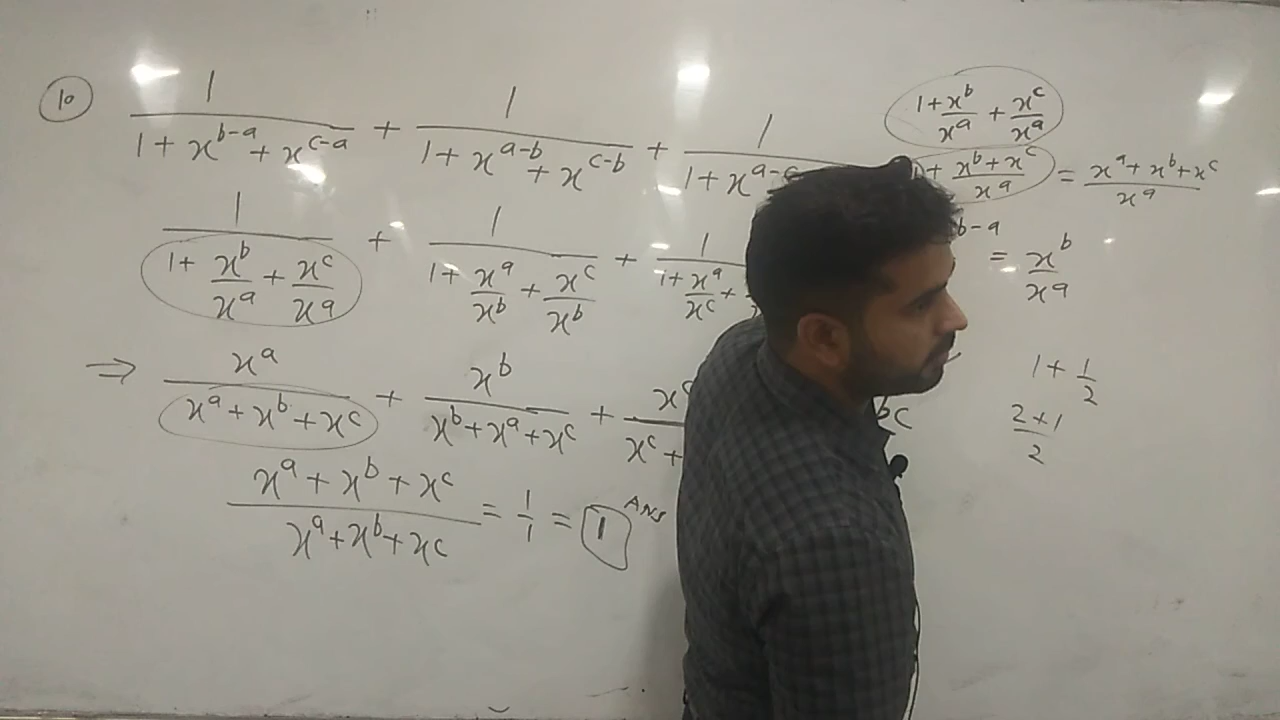 10
1/(1+x^(b-a)+x^(c-a)) + 1/(1+x^(a-b)+x^(c-b)) + 1/(1+x^(a-c
1/(1+x^b/x^a+x^c/x^a) + 1/(1+x^a/x^b+x^c/x^b) + 1/(1+x^a/x^c+
⇒ x^a/(x^a+x^b+x^c) + x^b/(x^b+x^a+x^c) + x^c/(x^c+
(x^a+x^b+x^c)/(x^a+x^b+x^c) = 1/1 = 1 ANS
(1+x^b)/x^a + x^c/x^a
+ (x^b+x^c)/x^a = (x^a+x^b+x^c)/x^a
b-a = x^b/x^a
1+1/2
(2+1)/2